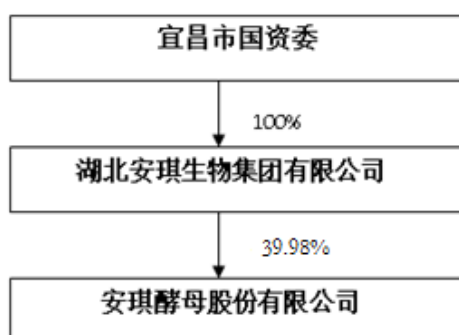 宜昌市国资委
100%
湖北安琪生物集团有限公司
39.98%
安琪酵母股份有限公司